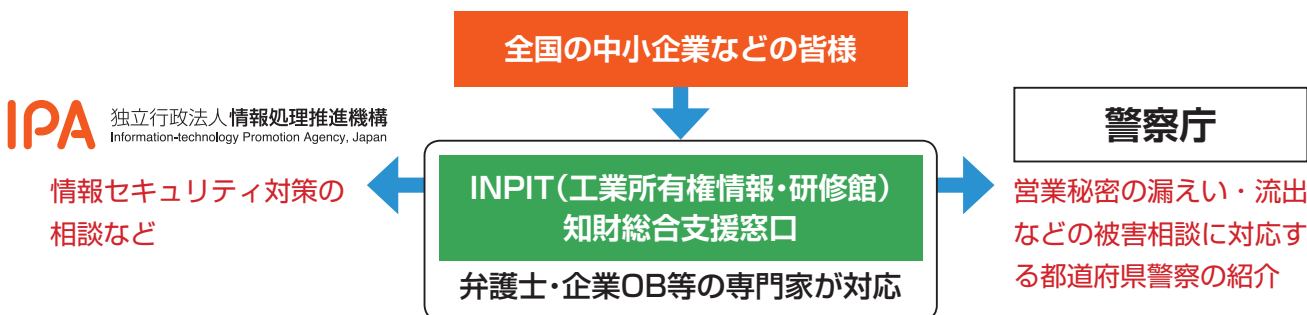 全国の中小企業などの皆様
IPA 独立行政法人情報処理推進機構
Information-technology Promotion Agency, Japan
情報セキュリティ対策の
相談など
INPIT(工業所有権情報・研修館)
知財総合支援窓口
弁護士・企業OB等の専門家が対応
警察庁
営業秘密の漏えい・流出
などの被害相談に対応す
る都道府県警察の紹介